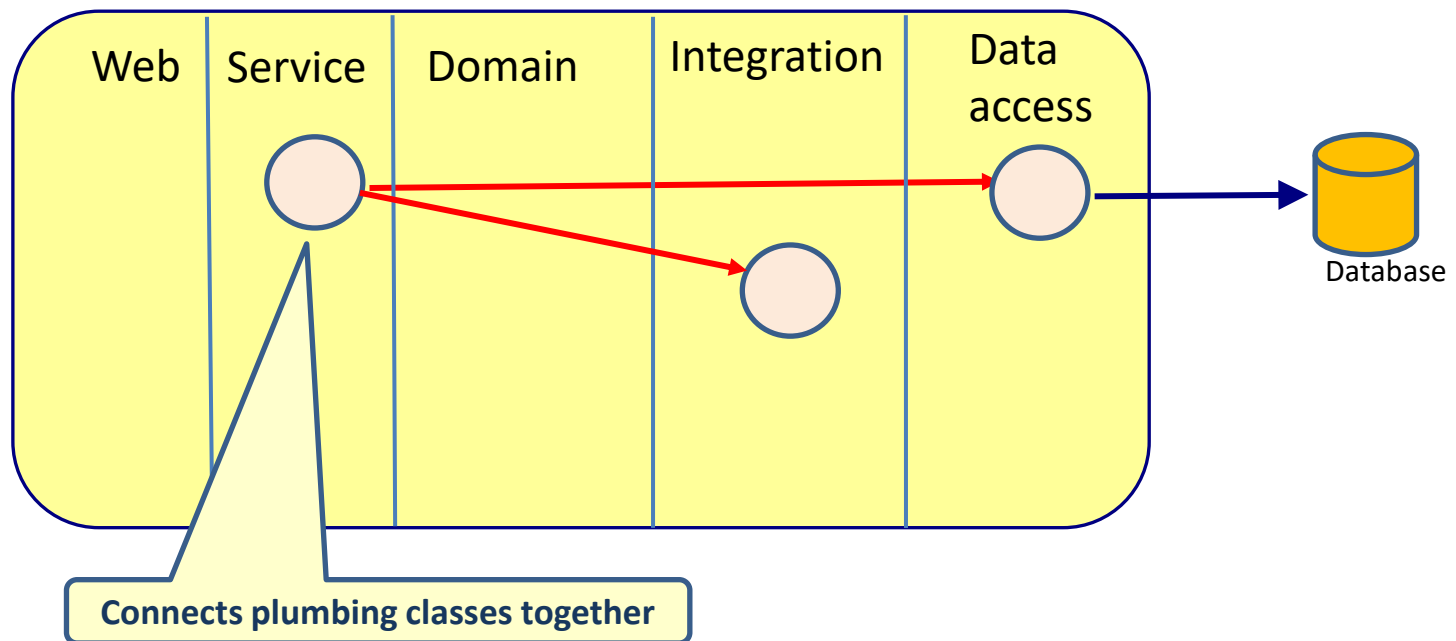 Web
Service
Domain
Integration
Data
access
Database
Connects plumbing classes together